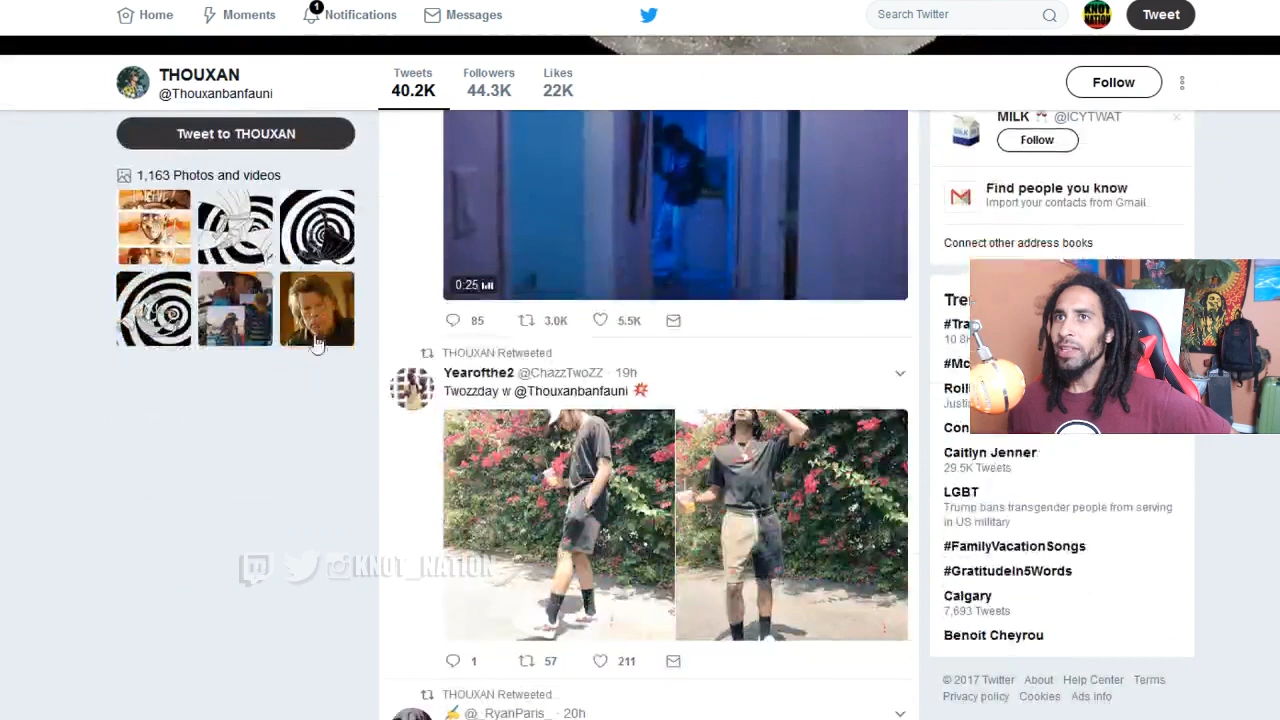 Home
Moments
1
Notifications
Messages
Search Twitter
KNOT NATION
Tweet
THOUXAN
@Thouxanbanfauni
Tweets
40.2K
Followers
44.3K
Likes
22K
Follow
Tweet to THOUXAN
1,163 Photos and videos
0:25
85
3.0K
5.5K
THOUXAN Retweeted
Yearofthe2 @ChazzTwoZZ · 19h
Twozzday w @Thouxanbanfauni 💥
1
57
211
THOUXAN Retweeted
✍ @_RyanParis_ · 20h
KNOT_NATION
MILK @ICYTWAT
Follow
Find people you know
Import your contacts from Gmail
Connect other address books
Caitlyn Jenner
29.5K Tweets
LGBT
Trump bans transgender people from serving
in US military
#FamilyVacationSongs
#GratitudeIn5Words
Calgary
7,693 Tweets
Benoit Cheyrou
© 2017 Twitter About Help Center Terms
Privacy policy Cookies Ads info